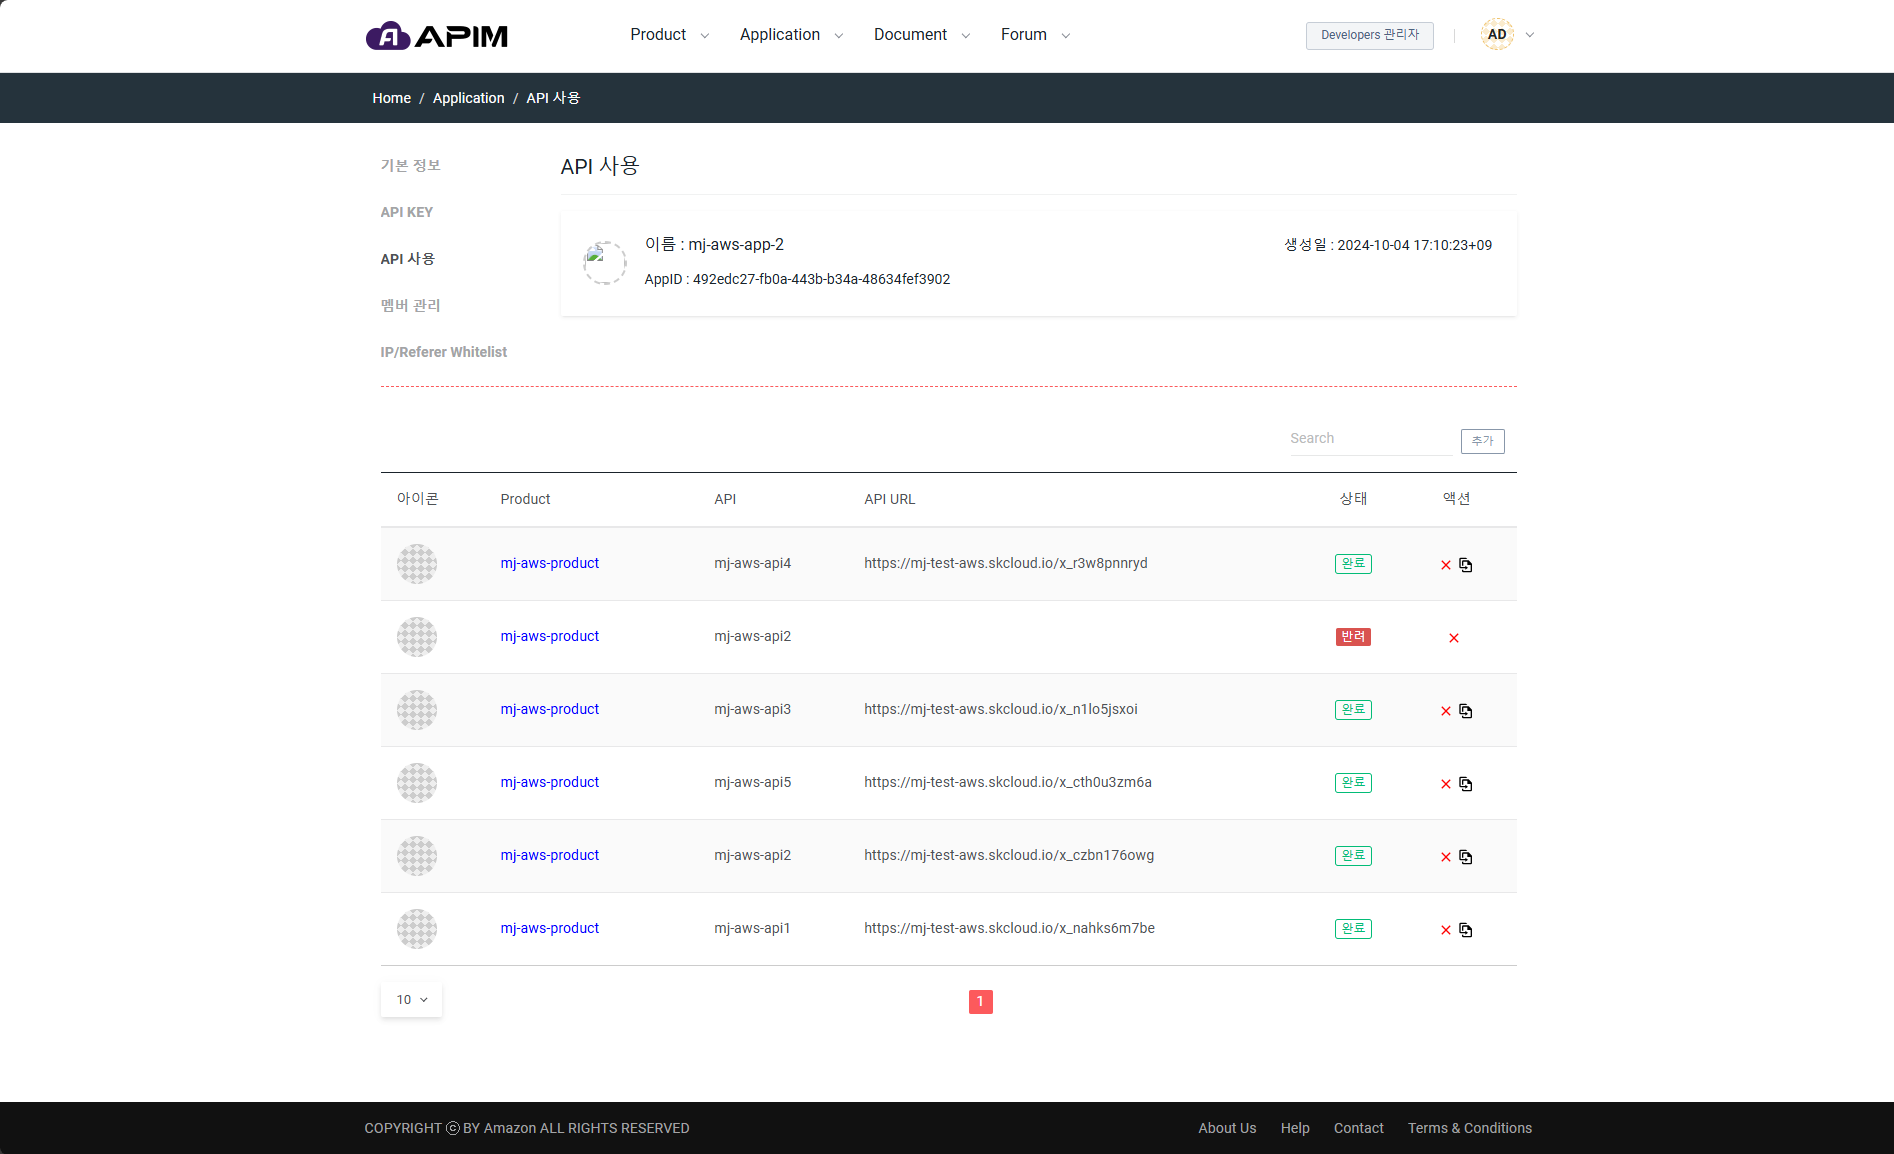 APIM
Product Application Document Forum
Developers 관리자
AD
Home / Application / API 사용
기본 정보
API KEY
API 사용
멤버 관리
IP/Referer Whitelist
API 사용
이름 : mj-aws-app-2
생성일 : 2024-10-04 17:10:23+09
AppID : 492edc27-fb0a-443b-b34a-48634fef3902
Search
추가
아이콘 Product API API URL 상태 액션
mj-aws-product mj-aws-api4 https://mj-test-aws.skcloud.io/x_r3w8pnnryd 완료
mj-aws-product mj-aws-api2 반려
mj-aws-product mj-aws-api3 https://mj-test-aws.skcloud.io/x_n1lo5jsxoi 완료
mj-aws-product mj-aws-api5 https://mj-test-aws.skcloud.io/x_cth0u3zm6a 완료
mj-aws-product mj-aws-api2 https://mj-test-aws.skcloud.io/x_czbn176owg 완료
mj-aws-product mj-aws-api1 https://mj-test-aws.skcloud.io/x_nahks6m7be 완료
10
1
COPYRIGHT ⓒ BY Amazon ALL RIGHTS RESERVED
About Us Help Contact Terms & Conditions